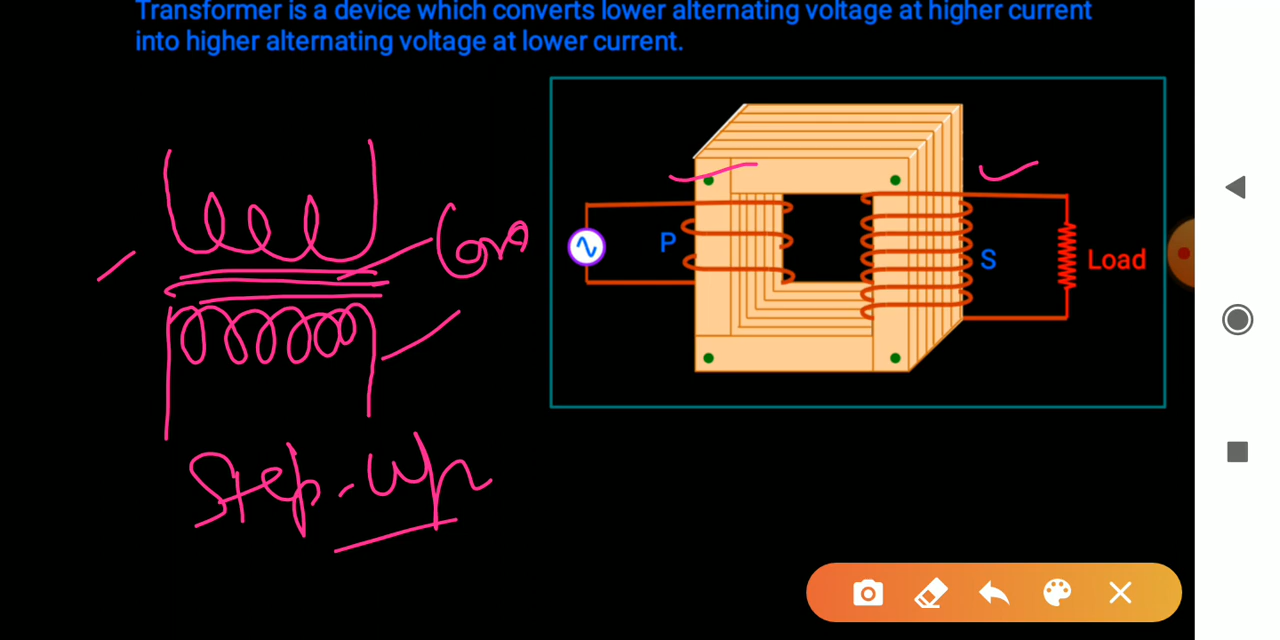 Transformer is a device which converts lower alternating voltage at higher current
into higher alternating voltage at lower current.
Core
P
S
Load
Step-up